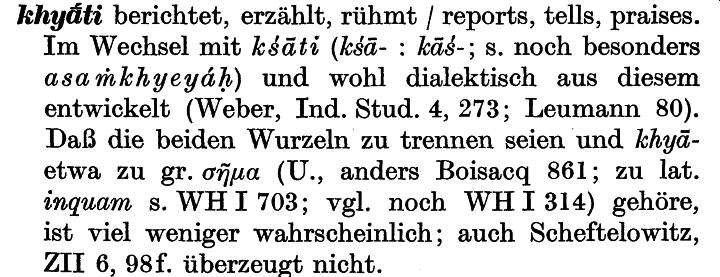 khyā́ti berichtet, erzählt, rühmt / reports, tells, praises.
Im Wechsel mit kśāti (kśā- : kāś-; s. noch besonders
asaṁkhyeyáḥ) und wohl dialektisch aus diesem
entwickelt (Weber, Ind. Stud. 4, 273; Leumann 80).
Daß die beiden Wurzeln zu trennen seien und khyā-
etwa zu gr. σῆμα (U., anders Boisacq 861; zu lat.
inquam s. WH I 703; vgl. noch WH I 314) gehöre,
ist viel weniger wahrscheinlich; auch Scheftelowitz,
ZII 6, 98f. überzeugt nicht.